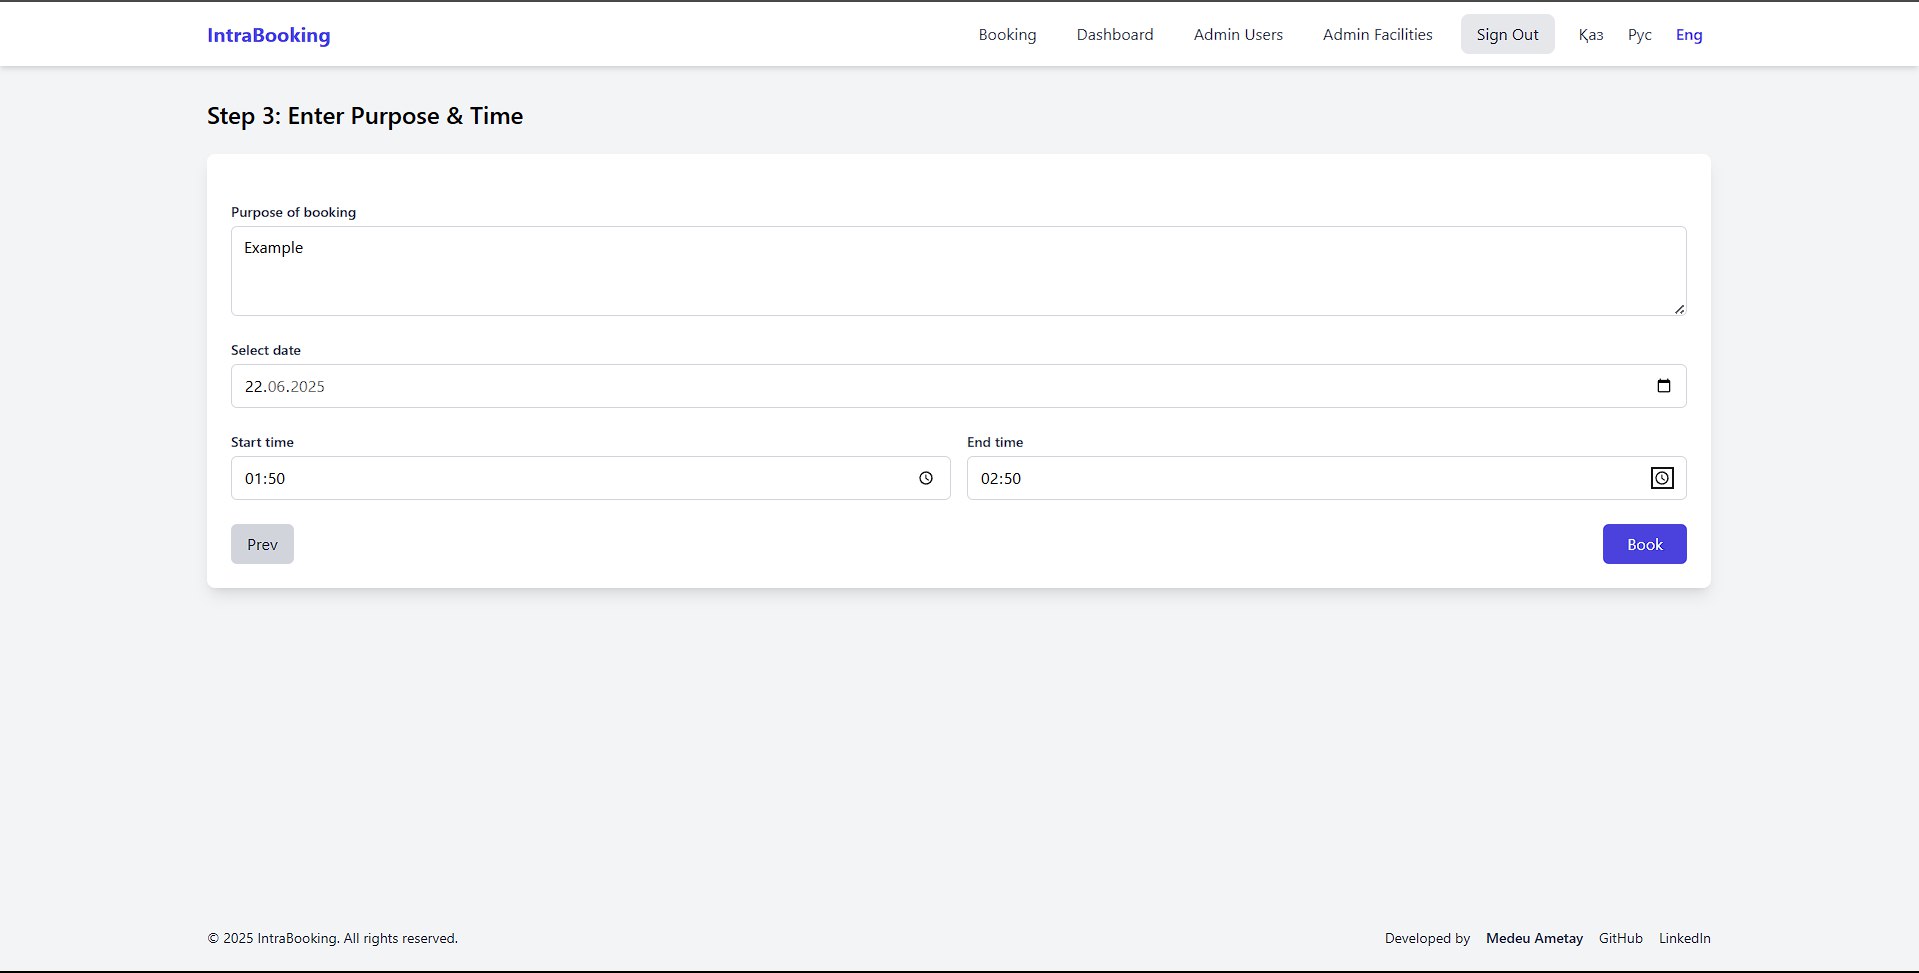 IntraBooking
Booking Dashboard Admin Users Admin Facilities Sign Out Қаз Рус Eng
Step 3: Enter Purpose & Time
Purpose of booking
Example
Select date
22.06.2025
Start time End time
01:50 02:50
Prev Book
© 2025 IntraBooking. All rights reserved. Developed by Medeu Ametay GitHub LinkedIn